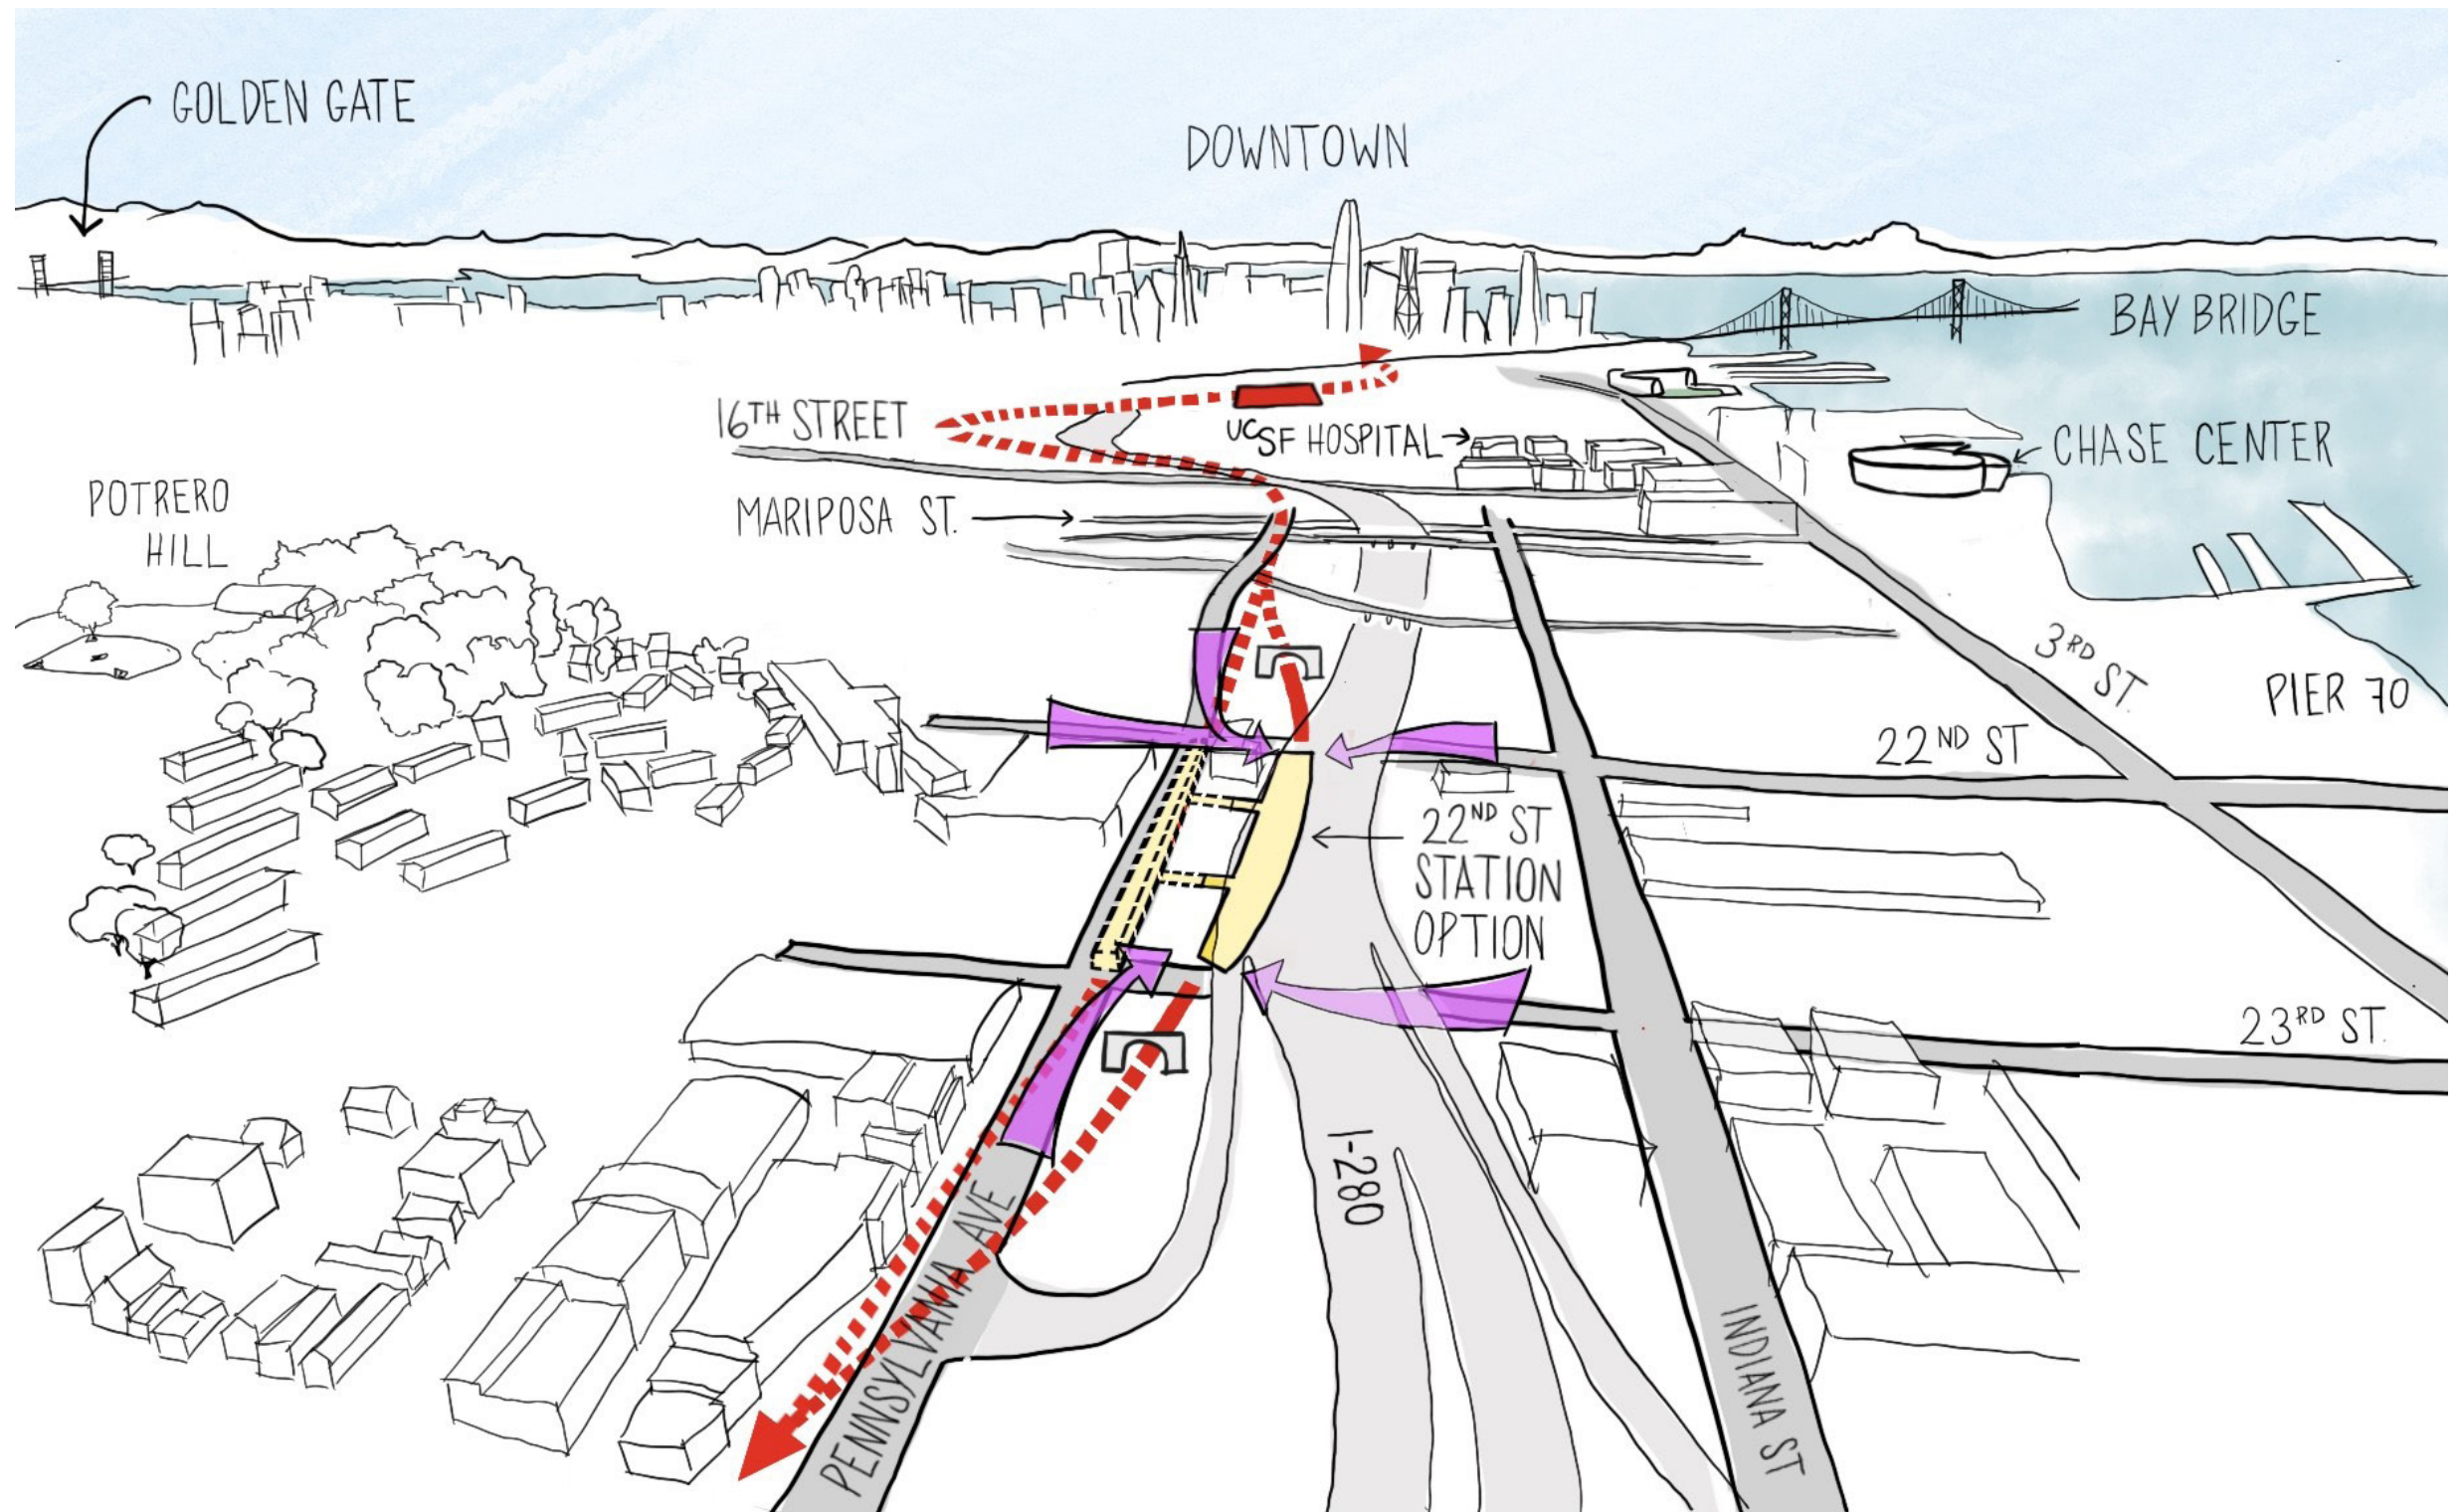 GOLDEN GATE
DOWNTOWN
BAY BRIDGE
16TH STREET
UCSF HOSPITAL
CHASE CENTER
POTRERO
HILL
MARIPOSA ST.
3RD ST.
PIER 70
22ND ST
22ND ST
STATION
OPTION
23RD ST.
I-280
PENNSYLVANIA AVE
INDIANA ST